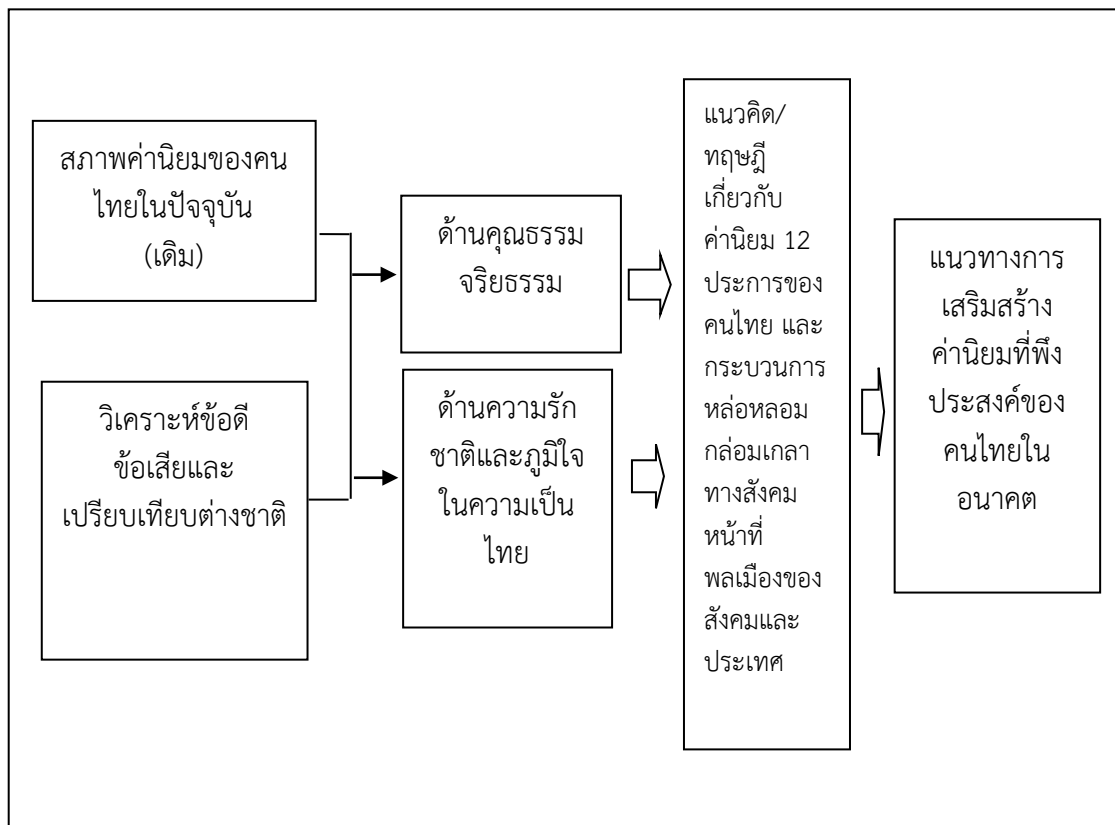 สภาพค่านิยมของคน
ไทยในปัจจุบัน
(เดิม)
วิเคราะห์ข้อดี
ข้อเสียและ
เปรียบเทียบต่างชาติ
ด้านคุณธรรม
จริยธรรม
ด้านความรัก
ชาติและภูมิใจ
ในความเป็น
ไทย
แนวคิด/
ทฤษฎี
เกี่ยวกับ
ค่านิยม 12
ประการของ
คนไทย และ
กระบวนการ
หล่อหลอม
กล่อมเกลา
ทางสังคม
หน้าที่
พลเมืองของ
สังคมและ
ประเทศ
แนวทางการ
เสริมสร้าง
ค่านิยมที่พึง
ประสงค์ของ
คนไทยใน
อนาคต